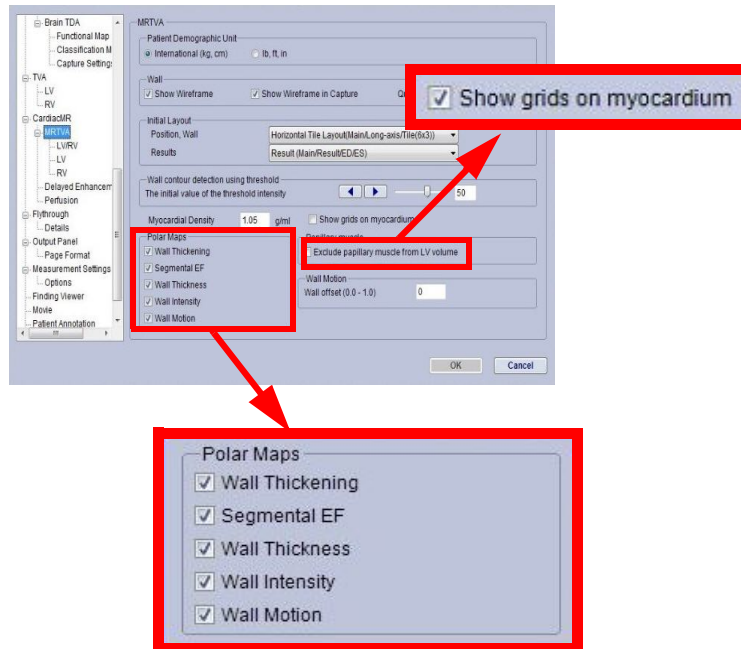 Brain TDA
Functional Map
Classification M
Capture Setting
TVA
LV
RV
CardiacMR
MRTVA
LV/RV
LV
RV
Delayed Enhancem
Perfusion
Flythrough
Details
Output Panel
Page Format
Measurement Settings
Options
Finding Viewer
Movie
Patient Annotation
MRTVA
Patient Demographic Unit
International (kg, cm) lb, ft, in
Wall
Show Wireframe Show Wireframe in Capture
Show grids on myocardium
Initial Layout
Position, Wall Horizontal Tile Layout(Main/Long-axis/Tile(6x3))
Results Result (Main/Result/ED/ES)
Wall contour detection using threshold
The initial value of the threshold intensity 50
Myocardial Density 1.05 g/ml Show grids on myocardium
Polar Maps Papillary muscle
Wall Thickening Exclude papillary muscle from LV volume
Segmental EF
Wall Thickness Wall Motion
Wall Intensity Wall offset (0.0 - 1.0) 0
Wall Motion
OK Cancel
Polar Maps
Wall Thickening
Segmental EF
Wall Thickness
Wall Intensity
Wall Motion